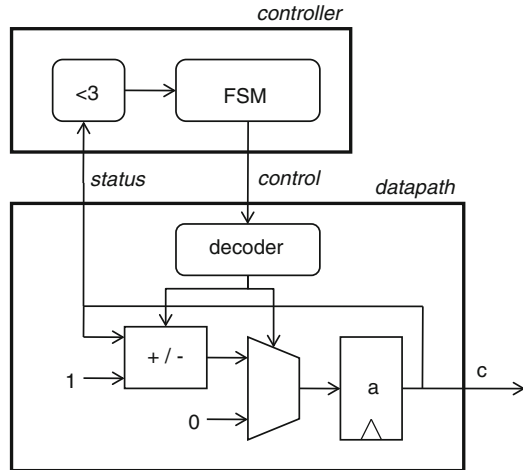 controller
<3
FSM
status
control
datapath
decoder
+ / -
1
0
a
c